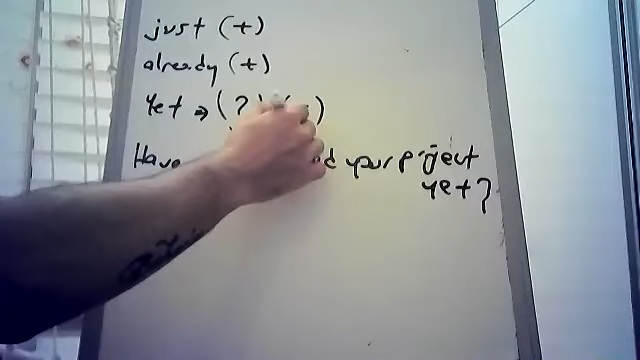 just (+)
already (+)
Yet → (?) (-)
Have your project
yet?